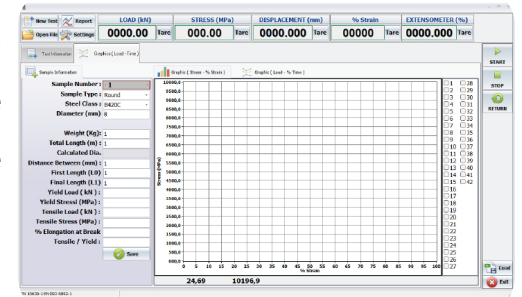 New Test Report LOAD (kN) STRESS (MPa) DISPLACEMENT (mm) % Strain EXTENSOMETER (%)
Open File Settings 0000.00 Tare 000.00 Tare 0000.000 Tare 00000 Tare 0000.000 Tare
Test Information Graphics ( Load - Time )
START
Sample Information Graphic ( Stress - % Strain ) Graphic ( Load - % Time )
STOP
RETURN
Sample Number : 1
Sample Type : Round
Steel Class : B420C
Diameter (mm) 8
Weight (Kg): 1
Total Length (m) : 1
Calculated Dia.
Distance Between (mm) : 1
First Length (L0) 1
Final Length (L1) 1
Yield Load ( kN ) :
Yield Stressi (MPa) :
Tensile Load ( kN ) :
Tensile Stress (MPa) :
% Elongation at Break
Tensile / Yield :
Save
Stress (MPa)
10000,0
9500,0
9000,0
8500,0
8000,0
7500,0
7000,0
6500,0
6000,0
5500,0
5000,0
4500,0
4000,0
3500,0
3000,0
2500,0
2000,0
1500,0
1000,0
500,0
0 5 10 15 20 25 30 35 40 45 50 55 60 65 70 75 80 85 90 95 100
% Strain
1 28
2 29
3 30
4 31
5 32
6 33
7 34
8 35
9 36
10 37
11 38
12 39
13 40
14 41
15 42
16
17
18
19
20
21
22
23
24
25
26
27
24,69 10196,9
Load
Exit